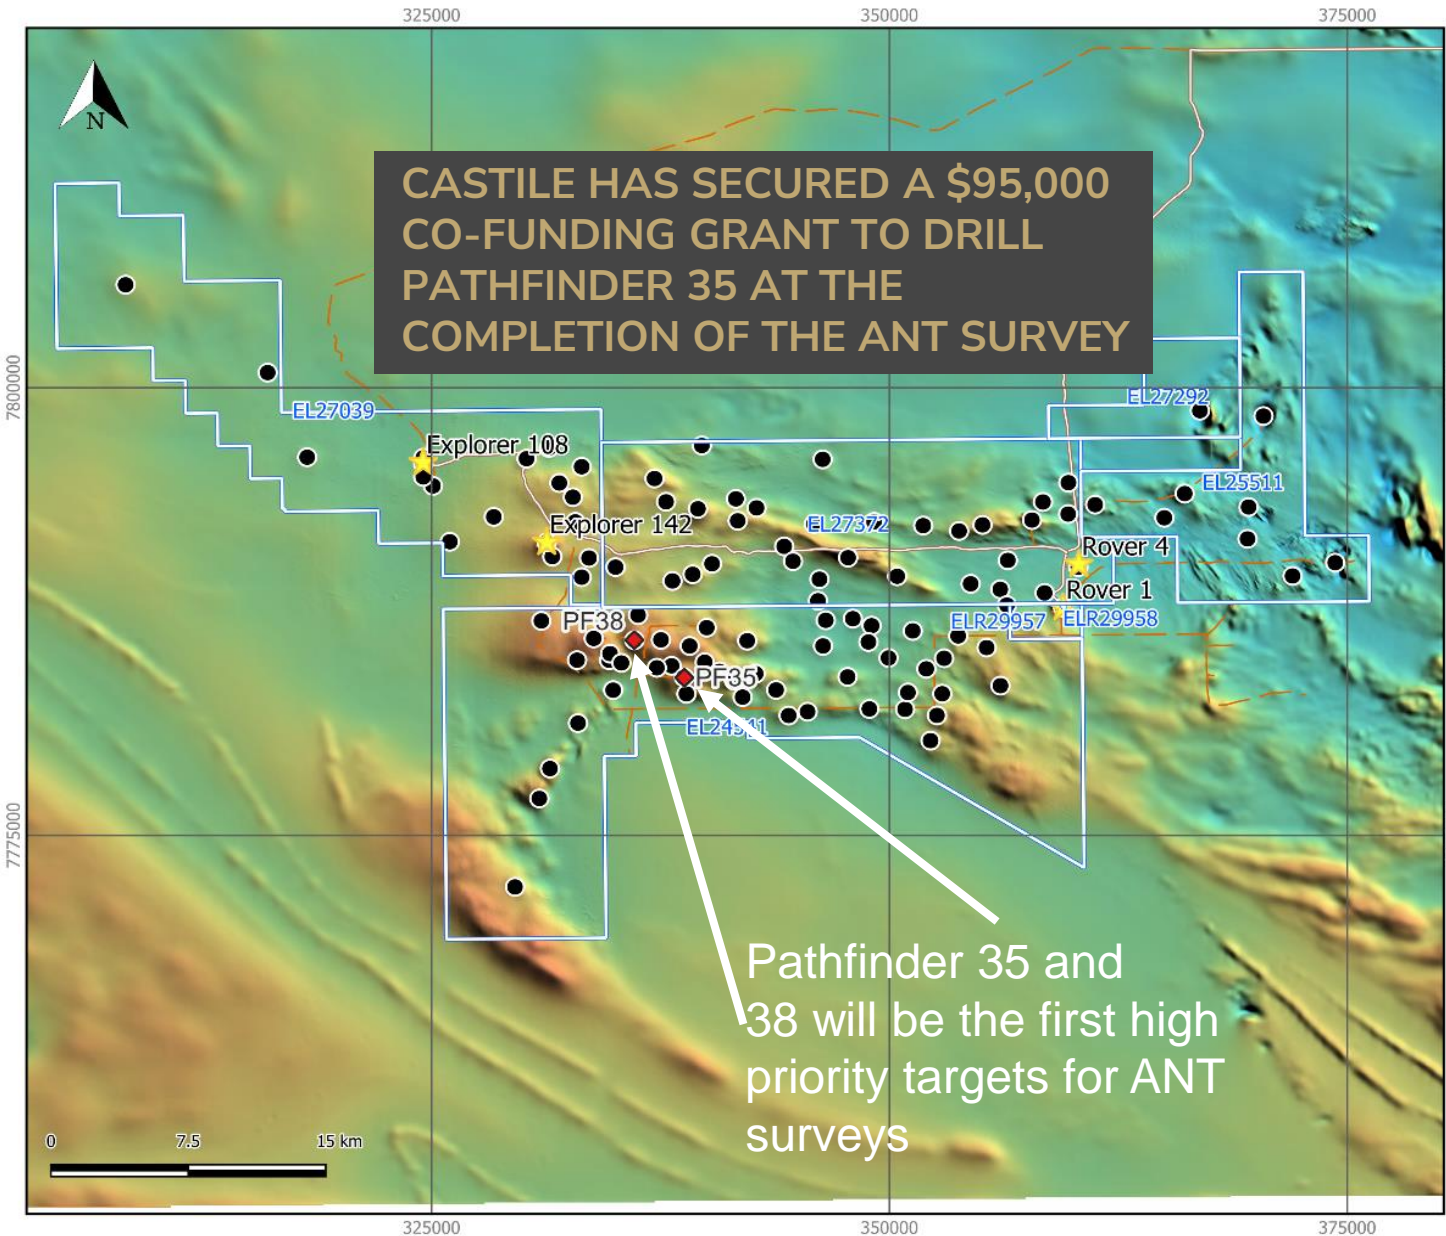 325000
350000
375000
N
CASTILE HAS SECURED A $95,000
CO-FUNDING GRANT TO DRILL
PATHFINDER 35 AT THE
COMPLETION OF THE ANT SURVEY
7800000
EL27039
EL27292
Explorer 108
EL25511
Explorer 142
EL27372
Rover 4
Rover 1
PF38
ELR29957
ELR29958
PF35
EL24511
7775000
Pathfinder 35 and
38 will be the first high
priority targets for ANT
surveys
0
7.5
15 km
325000
350000
375000